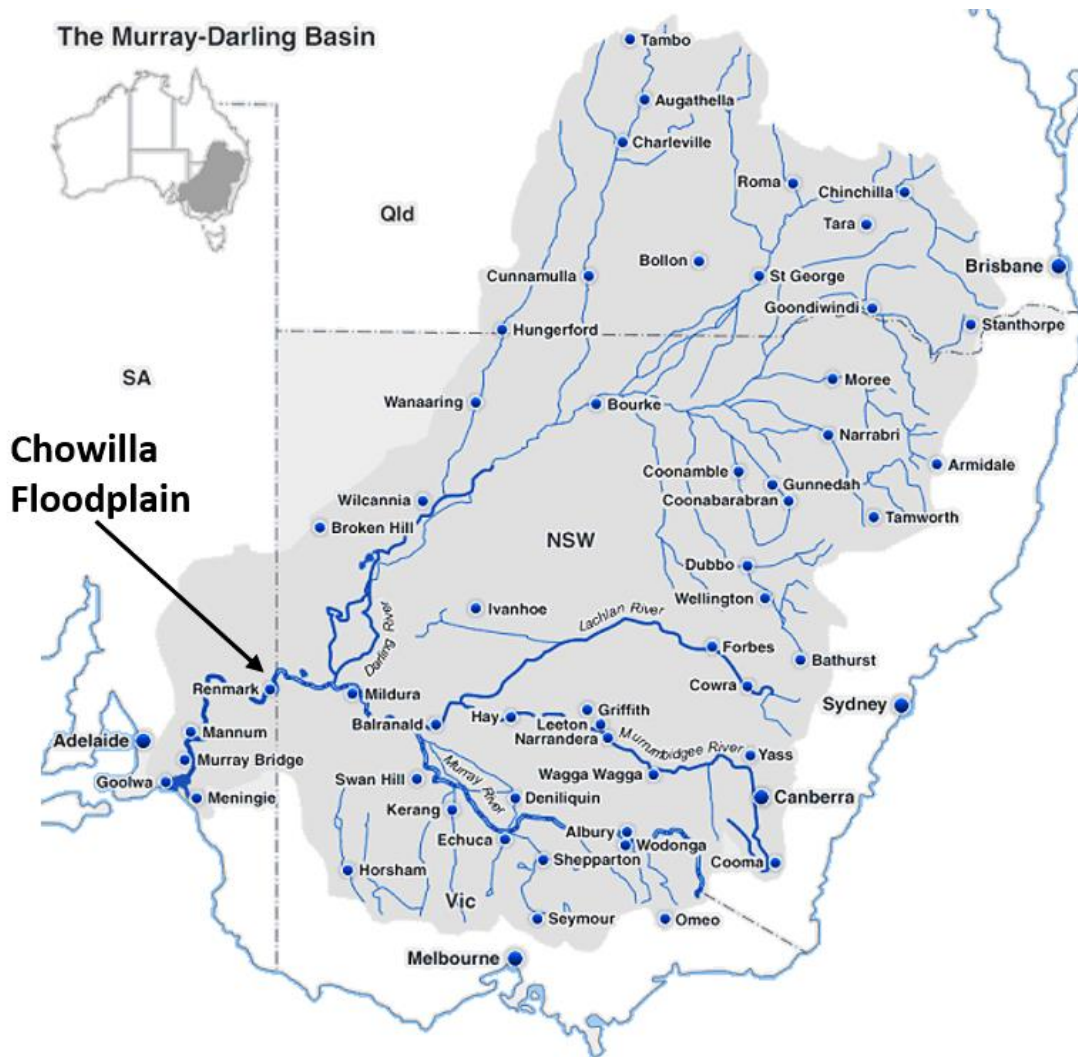 The Murray-Darling Basin
Tambo
Augathella
Charleville
Roma
Chinchilla
Qld
Tara
Bollon
Brisbane
Cunnamulla
St George
Goondiwindi
Hungerford
Stanthorpe
SA
Moree
Wanaaring
Bourke
Chowilla
Floodplain
Narrabri
Coonamble
Armidale
Gunnedah
Wilcannia
Coonabarabran
Broken Hill
Tamworth
NSW
Dubbo
Wellington
Ivanhoe
Lachlan River
Darling River
Forbes
Bathurst
Renmark
Mildura
Cowra
Sydney
Griffith
Hay
Leeton
Balranald
Mannum
Narrandera
Adelaide
Murrumbidgee River
Yass
Murray Bridge
Wagga Wagga
Swan Hill
Murray River
Goolwa
Meningie
Deniliquin
Canberra
Kerang
Albury
Echuca
Wodonga
Shepparton
Cooma
Horsham
Vic
Seymour
Omeo
Melbourne